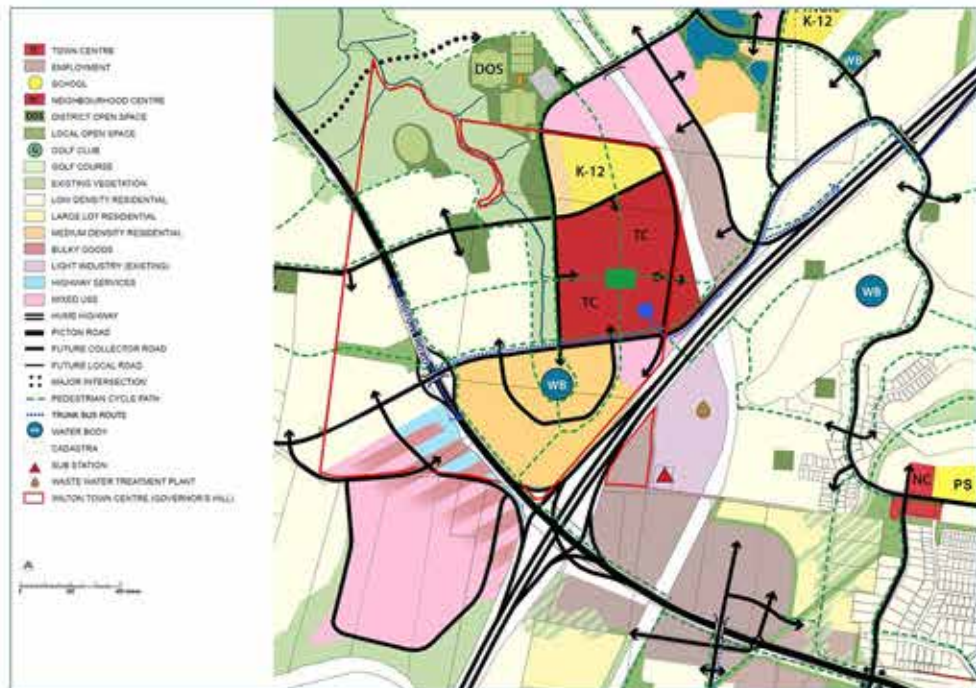 TOWN CENTRE
EMPLOYMENT
SCHOOL
NEIGHBOURHOOD CENTRE
DOS
DISTRICT OPEN SPACE
LOCAL OPEN SPACE
GOLF CLUB
GOLF COURSE
EXISTING VEGETATION
LOW DENSITY RESIDENTIAL
LARGE LOT RESIDENTIAL
MEDIUM DENSITY RESIDENTIAL
BULKY GOODS
LIGHT INDUSTRY (EXISTING)
HIGHWAY SERVICES
MIXED USE
HUME HIGHWAY
PICTON ROAD
FUTURE COLLECTOR ROAD
FUTURE LOCAL ROAD
MAJOR INTERSECTION
PEDESTRIAN CYCLE PATH
TRUNK BUS ROUTE
WATER BODY
CADASTRA
SUB STATION
WASTE WATER TREATMENT PLANT
WILTON TOWN CENTRE (GOVERNOR'S HILL)
K-12
WB
DOS
K-12
TC
TC
WB
WB
NC
PS